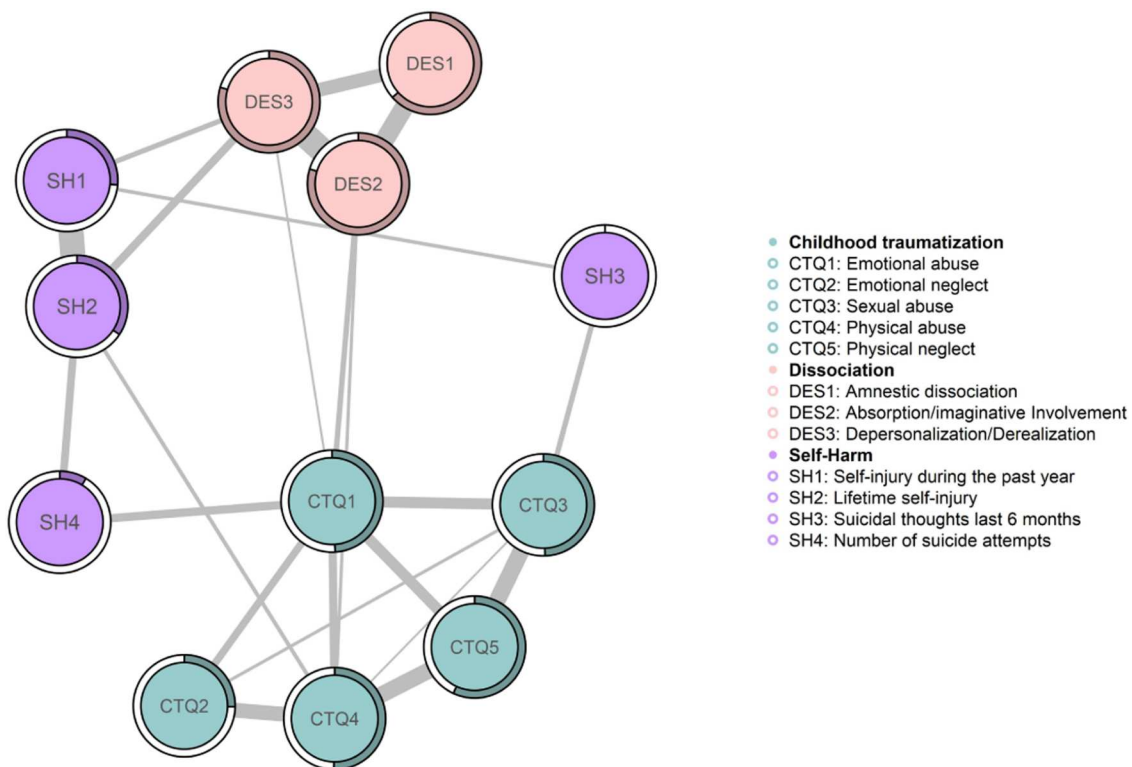 DES1
DES3
SH1
DES2
SH3
SH2
CTQ1
CTQ3
SH4
CTQ5
CTQ2
CTQ4
Childhood traumatization
CTQ1: Emotional abuse
CTQ2: Emotional neglect
CTQ3: Sexual abuse
CTQ4: Physical abuse
CTQ5: Physical neglect
Dissociation
DES1: Amnestic dissociation
DES2: Absorption/imaginative Involvement
DES3: Depersonalization/Derealization
Self-Harm
SH1: Self-injury during the past year
SH2: Lifetime self-injury
SH3: Suicidal thoughts last 6 months
SH4: Number of suicide attempts